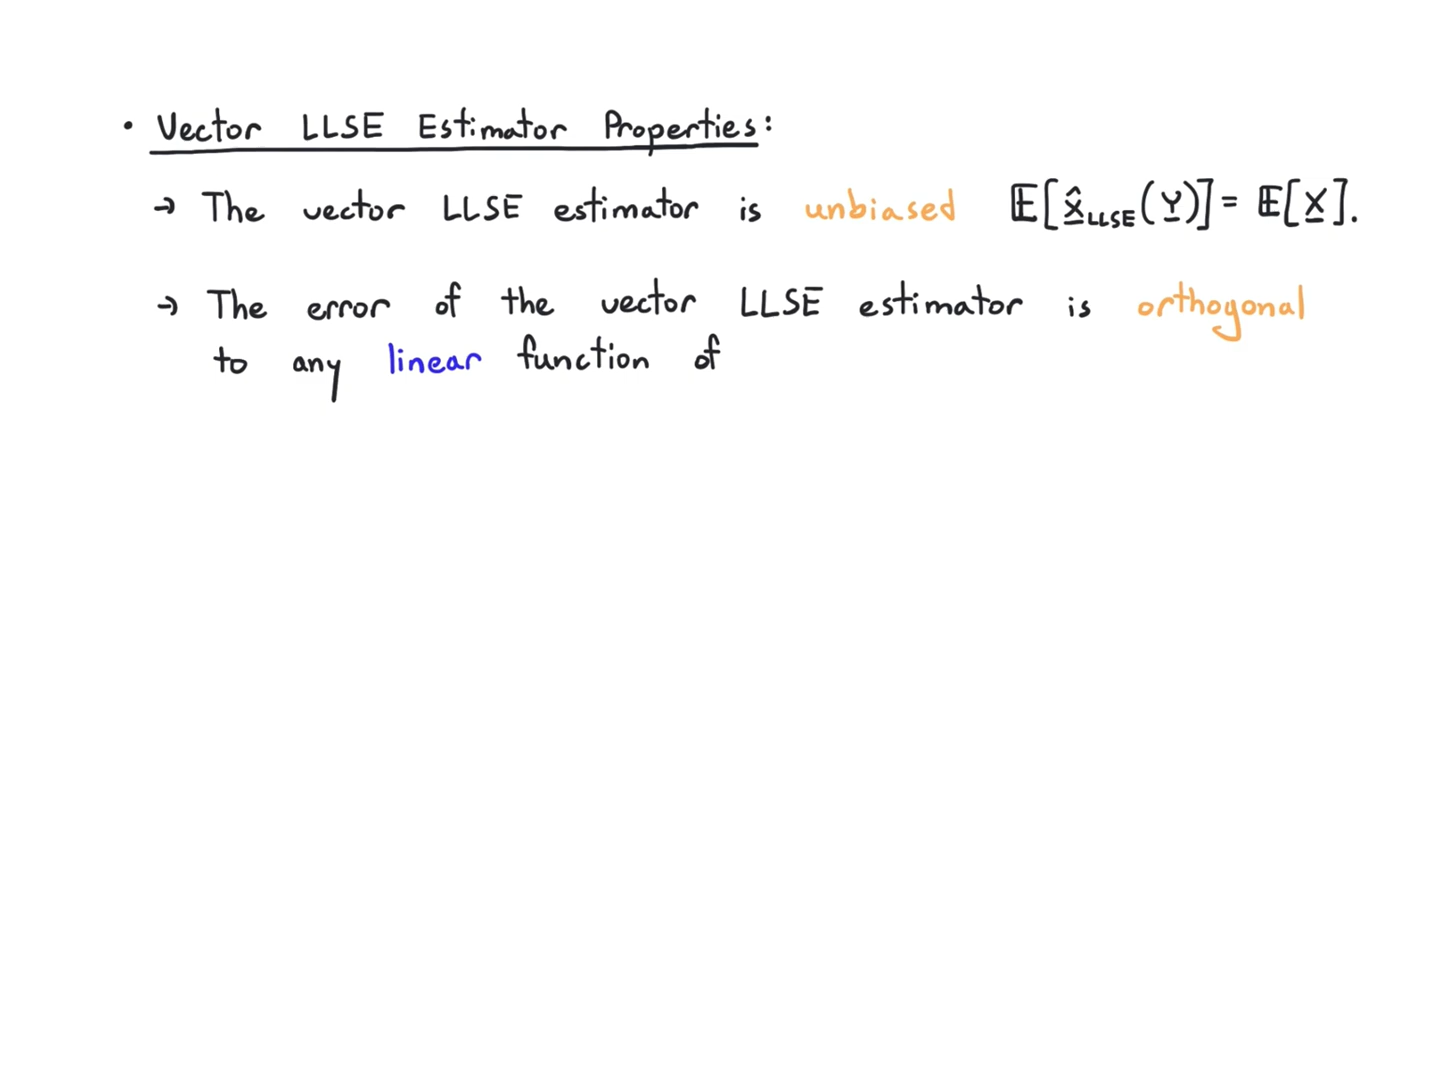 • Vector LLSE Estimator Properties:
→ The vector LLSE estimator is unbiased 𝔼[x̲̂_LLSE(Y̲)] = 𝔼[X̲].
→ The error of the vector LLSE estimator is orthogonal
to any linear function of